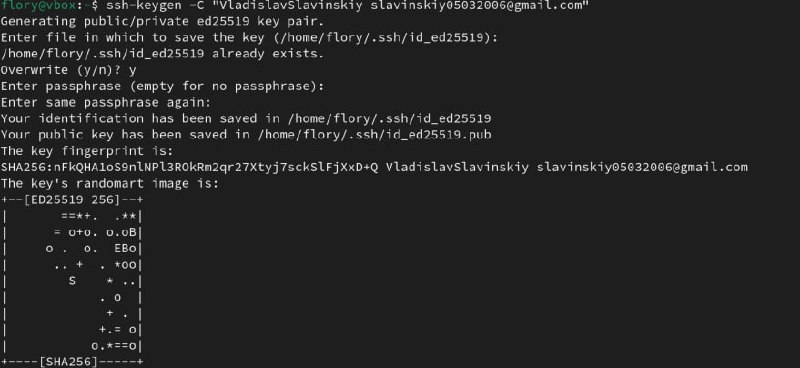 flory@vbox:~$ ssh-keygen -C "VladislavSlavinskiy slavinskiy05032006@gmail.com"
Generating public/private ed25519 key pair.
Enter file in which to save the key (/home/flory/.ssh/id_ed25519):
/home/flory/.ssh/id_ed25519 already exists.
Overwrite (y/n)? y
Enter passphrase (empty for no passphrase):
Enter same passphrase again:
Your identification has been saved in /home/flory/.ssh/id_ed25519
Your public key has been saved in /home/flory/.ssh/id_ed25519.pub
The key fingerprint is:
SHA256:nFkQHA1oS9nlNPl3ROkRm2qr27Xtyj7sckSlFjXxD+Q VladislavSlavinskiy slavinskiy05032006@gmail.com
The key's randomart image is:
+--[ED25519 256]--+
|       ==*+.  .**|
|      = o+o. o.oB|
|     o .  o.  EBo|
|      .. +  . *oo|
|        S    * ..|
|            . o  |
|             + . |
|            +.= o|
|           o.*==o|
+----[SHA256]-----+